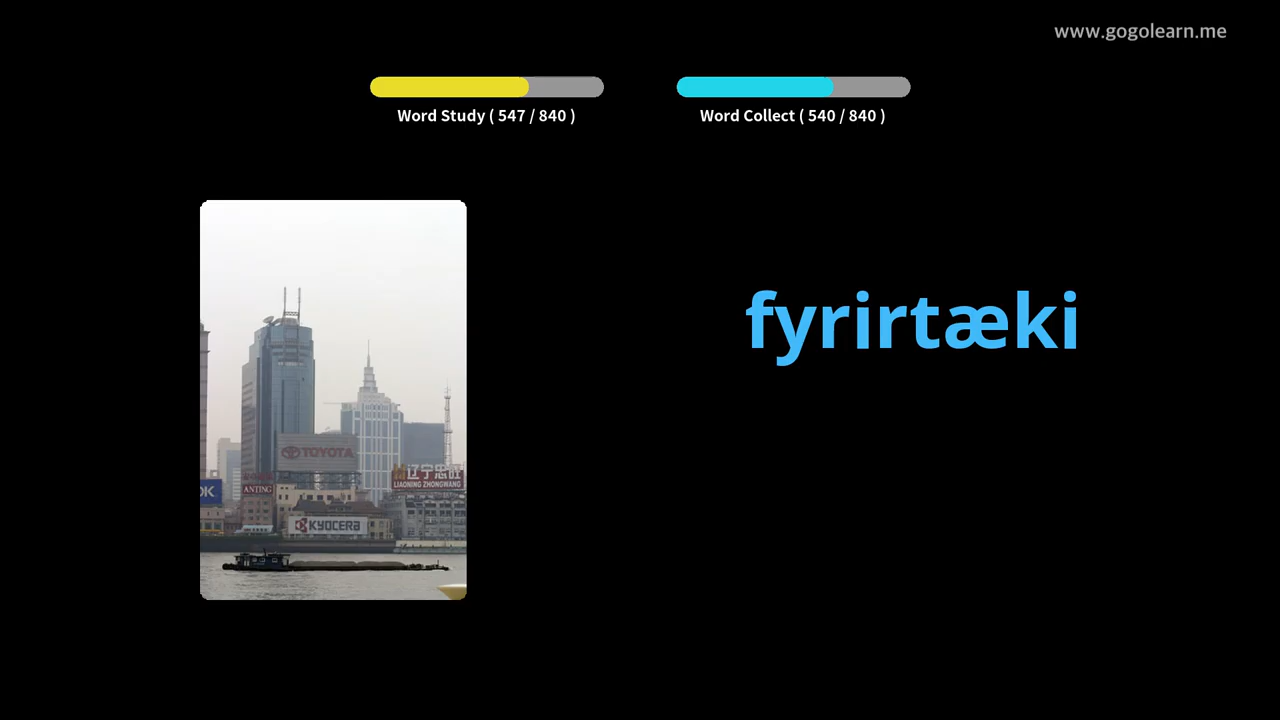 www.gogolearn.me
Word Study ( 547 / 840 )
Word Collect ( 540 / 840 )
fyrirtæki
TOYOTA
辽宁忠旺
LIAONING ZHONGWANG
ANTING
KYOCERA